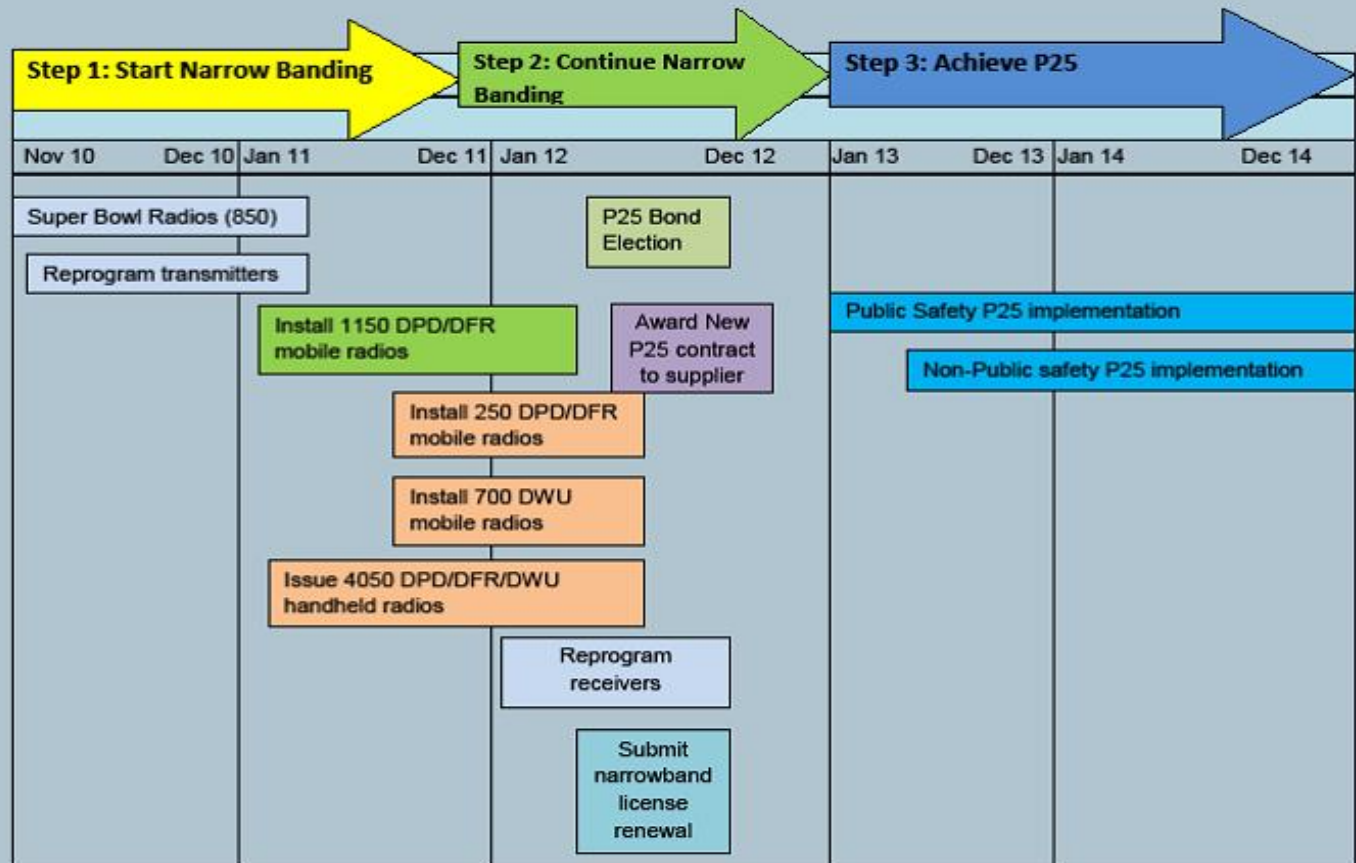 Step 1: Start Narrow Banding
Step 2: Continue Narrow
Banding
Step 3: Achieve P25
Nov 10 Dec 10 Jan 11 Dec 11 Jan 12 Dec 12 Jan 13 Dec 13 Jan 14 Dec 14
Super Bowl Radios (850)
P25 Bond
Election
Reprogram transmitters
Install 1150 DPD/DFR
mobile radios
Award New
P25 contract
to supplier
Public Safety P25 implementation
Non-Public safety P25 implementation
Install 250 DPD/DFR
mobile radios
Install 700 DWU
mobile radios
Issue 4050 DPD/DFR/DWU
handheld radios
Reprogram
receivers
Submit
narrowband
license
renewal